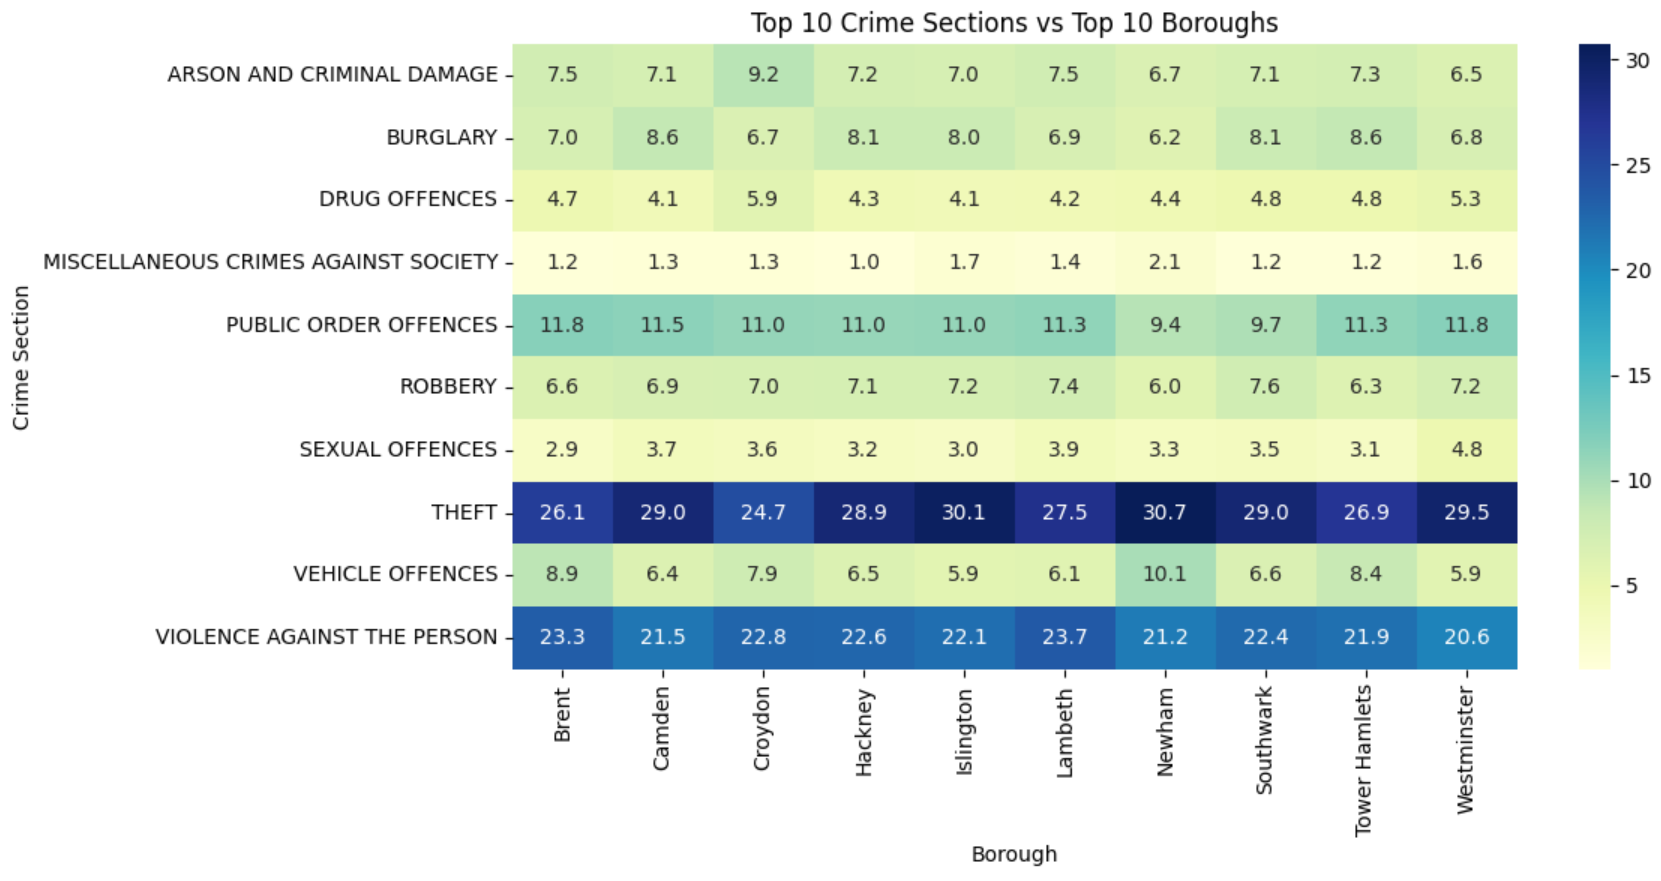 Top 10 Crime Sections vs Top 10 Boroughs
ARSON AND CRIMINAL DAMAGE 7.5 7.1 9.2 7.2 7.0 7.5 6.7 7.1 7.3 6.5
BURGLARY 7.0 8.6 6.7 8.1 8.0 6.9 6.2 8.1 8.6 6.8
DRUG OFFENCES 4.7 4.1 5.9 4.3 4.1 4.2 4.4 4.8 4.8 5.3
MISCELLANEOUS CRIMES AGAINST SOCIETY 1.2 1.3 1.3 1.0 1.7 1.4 2.1 1.2 1.2 1.6
PUBLIC ORDER OFFENCES 11.8 11.5 11.0 11.0 11.0 11.3 9.4 9.7 11.3 11.8
ROBBERY 6.6 6.9 7.0 7.1 7.2 7.4 6.0 7.6 6.3 7.2
SEXUAL OFFENCES 2.9 3.7 3.6 3.2 3.0 3.9 3.3 3.5 3.1 4.8
THEFT 26.1 29.0 24.7 28.9 30.1 27.5 30.7 29.0 26.9 29.5
VEHICLE OFFENCES 8.9 6.4 7.9 6.5 5.9 6.1 10.1 6.6 8.4 5.9
VIOLENCE AGAINST THE PERSON 23.3 21.5 22.8 22.6 22.1 23.7 21.2 22.4 21.9 20.6
Crime Section
Brent
Camden
Croydon
Hackney
Islington
Lambeth
Newham
Southwark
Tower Hamlets
Westminster
Borough
30
25
20
15
10
5